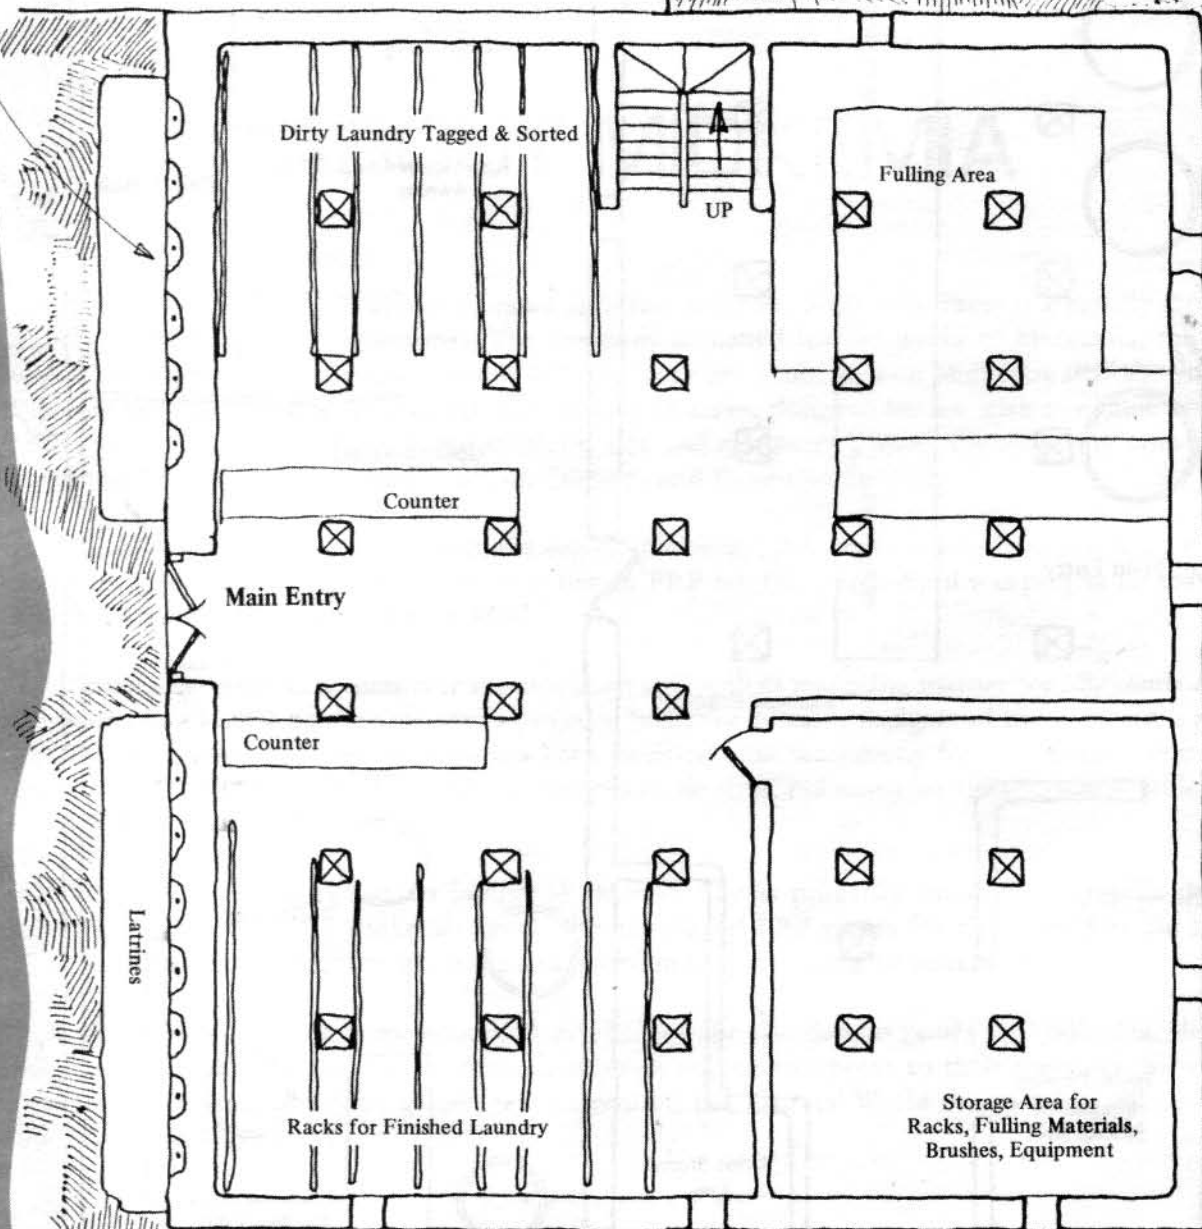 Dirty Laundry Tagged & Sorted
UP
Fulling Area
Counter
Main Entry
Counter
Latrines
Racks for Finished Laundry
Storage Area for
Racks, Fulling Materials,
Brushes, Equipment